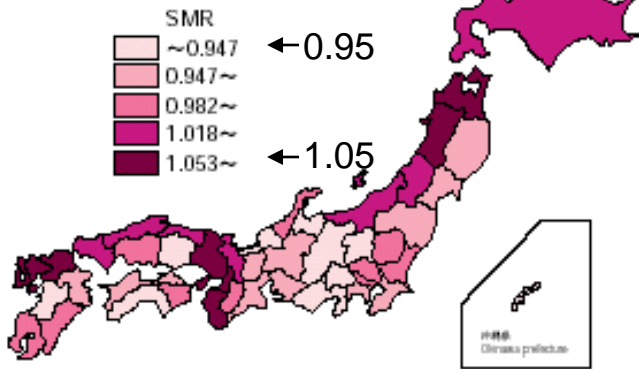 SMR
～0.947 ←0.95
0.947～
0.982～
1.018～
1.053～ ←1.05
沖縄県
Okinawa prefecture